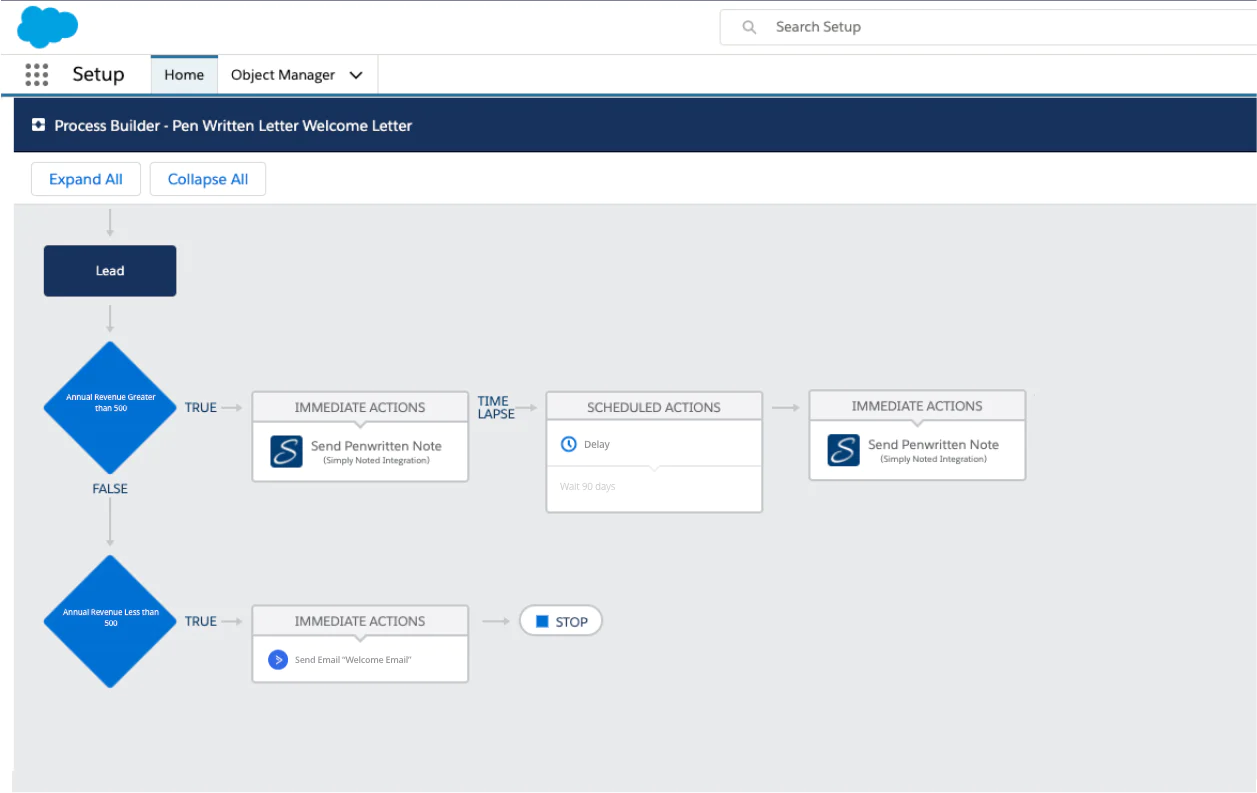 Search Setup
Setup
Home
Object Manager
Process Builder - Pen Written Letter Welcome Letter
Expand All
Collapse All
Lead
Annual Revenue Greater
than 500
TRUE
IMMEDIATE ACTIONS
Send Penwritten Note
(Simply Noted Integration)
TIME
LAPSE
SCHEDULED ACTIONS
Delay
Wait 90 days
IMMEDIATE ACTIONS
Send Penwritten Note
(Simply Noted Integration)
FALSE
Annual Revenue Less than
500
TRUE
IMMEDIATE ACTIONS
Send Email "Welcome Email"
STOP